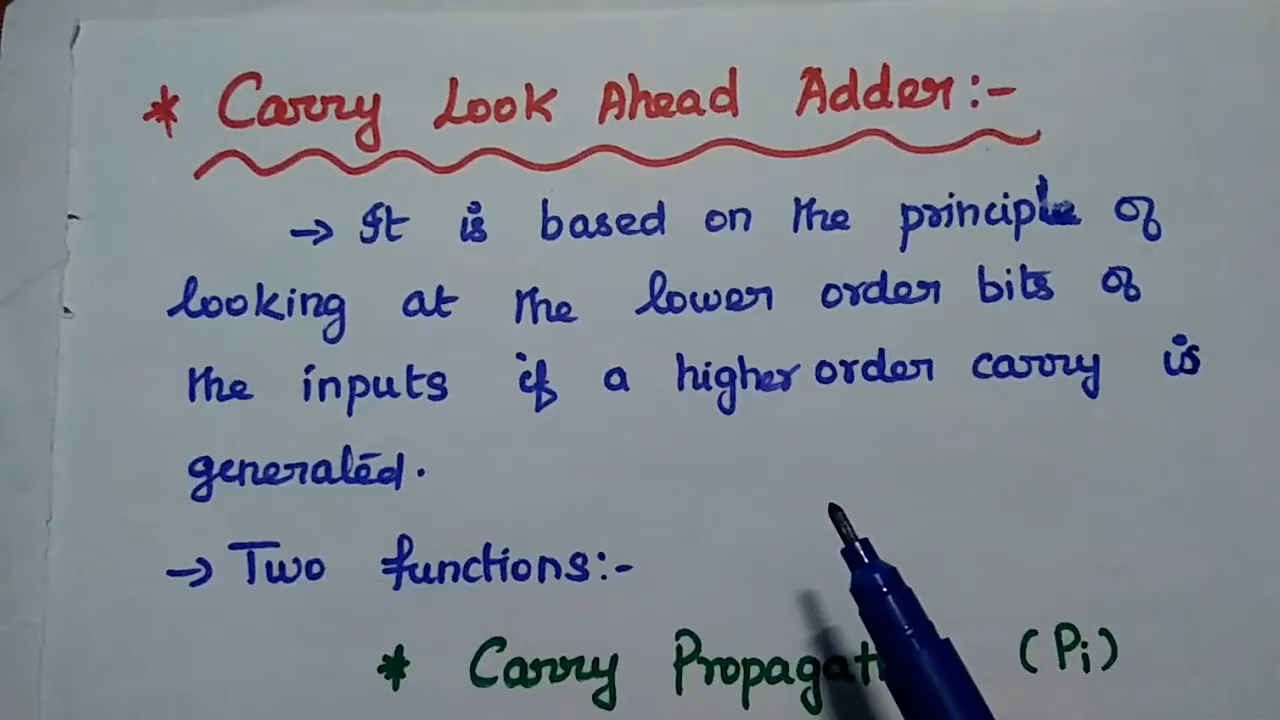 * Carry Look Ahead Adder:-
→ It is based on the principle of
looking at the lower order bits of
the inputs if a higher order carry is
generated.
→ Two functions:-
* Carry (Pi)